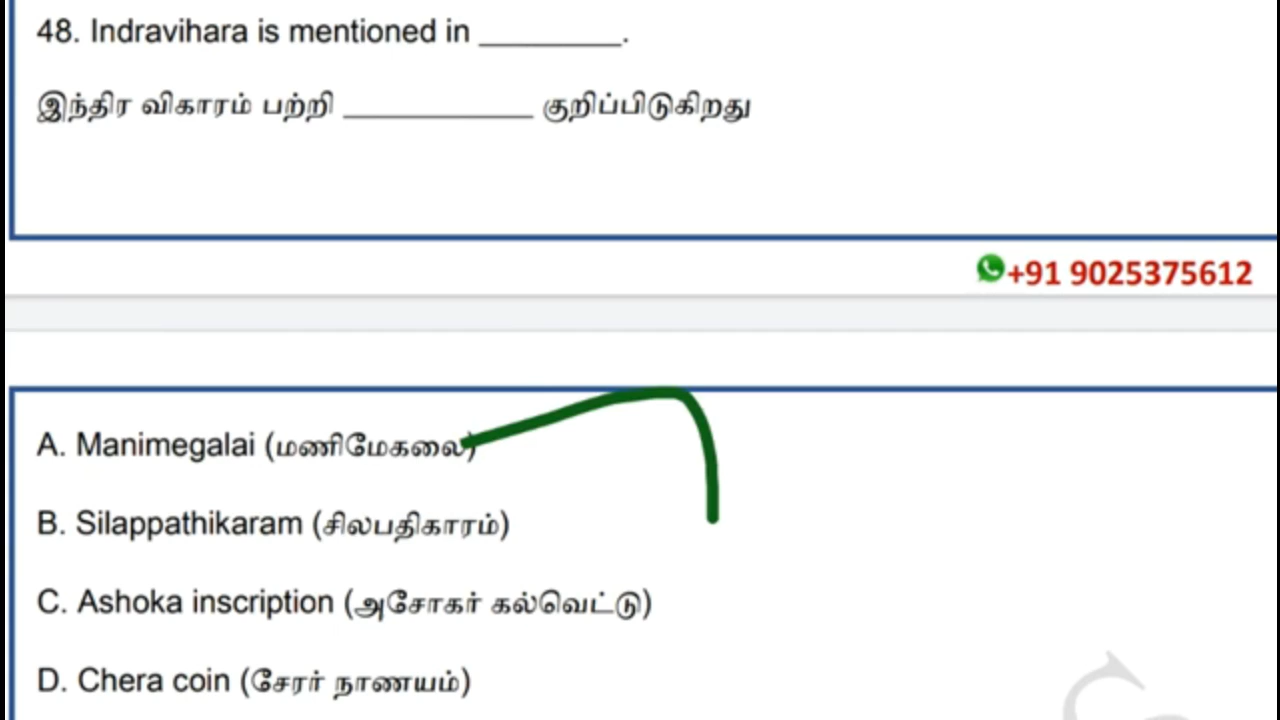 48. Indravihara is mentioned in _________.
இந்திர விகாரம் பற்றி ____________ குறிப்பிடுகிறது
+91 9025375612
A. Manimegalai (மணிமேகலை)
B. Silappathikaram (சிலபதிகாரம்)
C. Ashoka inscription (அசோகர் கல்வெட்டு)
D. Chera coin (சேரர் நாணயம்)